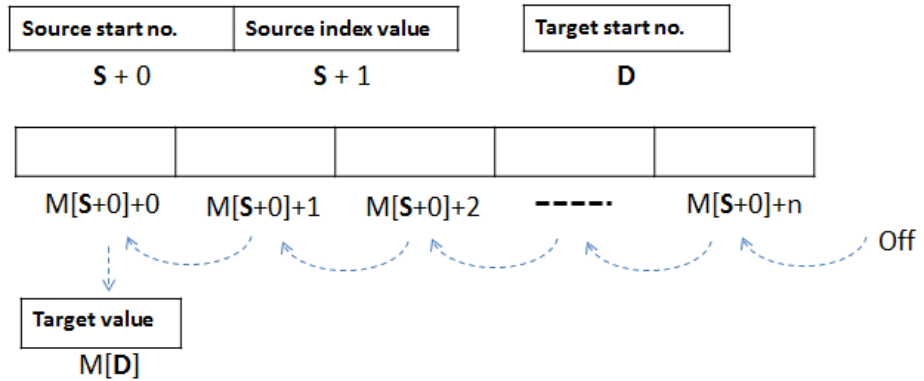 Source start no. Source index value Target start no.
S + 0 S + 1 D
M[S+0]+0 M[S+0]+1 M[S+0]+2 ----- M[S+0]+n
Off
Target value
M[D]